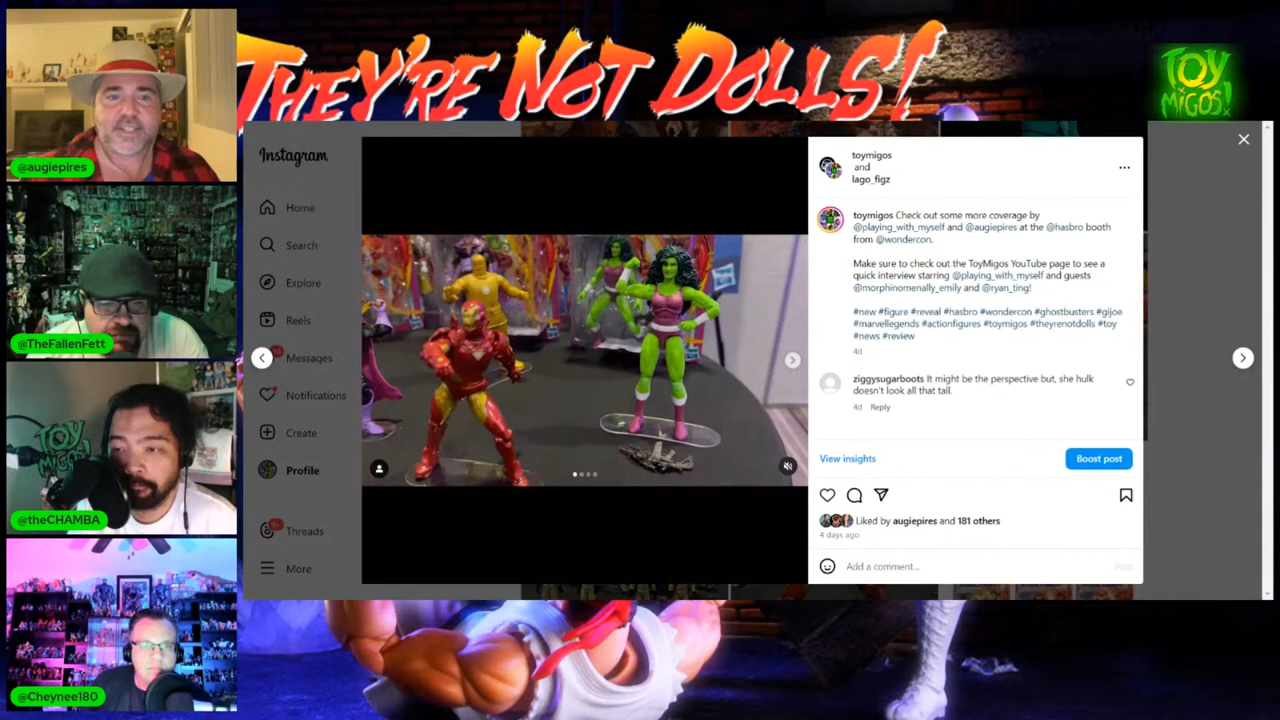 THEY'RE NOT DOLLS!
TOY
MIGOS!
@augiepires
@TheFallenFett
TOY
MIGOS!
@theCHAMBA
@Cheynee180
Instagram
Home
Search
Explore
Reels
Messages
Notifications
Create
Profile
Threads
More
toymigos
and
lago_figz
toymigos Check out some more coverage by
@playing_with_myself and @augiepires at the @hasbro booth
from @wondercon.
Make sure to check out the ToyMigos YouTube page to see a
quick interview starring @playing_with_myself and guests
@morphinomenally_emily and @ryan_ting!
#new #figure #reveal #hasbro #wondercon #ghostbusters #gijoe
#marvellegends #actionfigures #toymigos #theyrenotdolls #toy
#news #review
4d
ziggysugarboots It might be the perspective but, she hulk
doesn't look all that tall.
4d Reply
View insights
Boost post
Liked by augiepires and 181 others
4 days ago
Add a comment...
Post